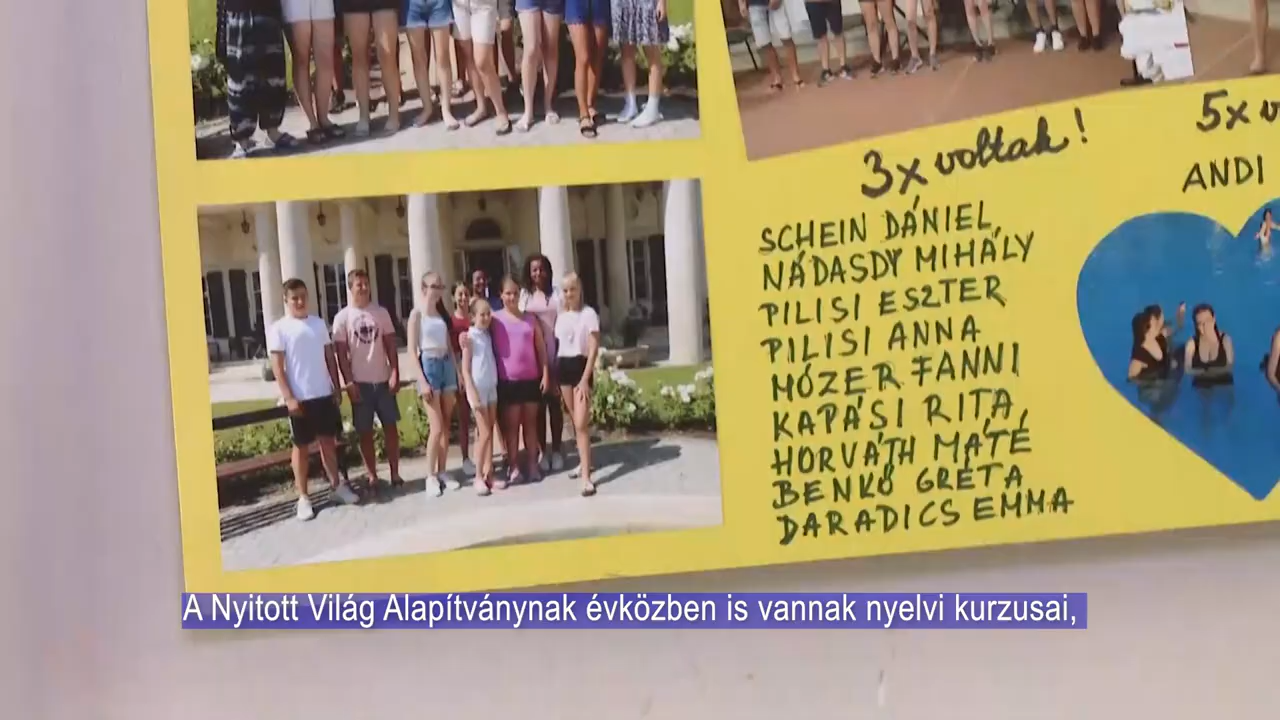 3x voltak!
5x v
ANDI
SCHEIN DÁNIEL
NÁDASDY MIHÁLY
PILISI ESZTER
PILISI ANNA
MÓZER FANNI
KAPÁSI RITA
HORVÁTH MÁTÉ
BENKŐ GRÉTA
DARADICS EMMA
A Nyitott Világ Alapítványnak évközben is vannak nyelvi kurzusai,